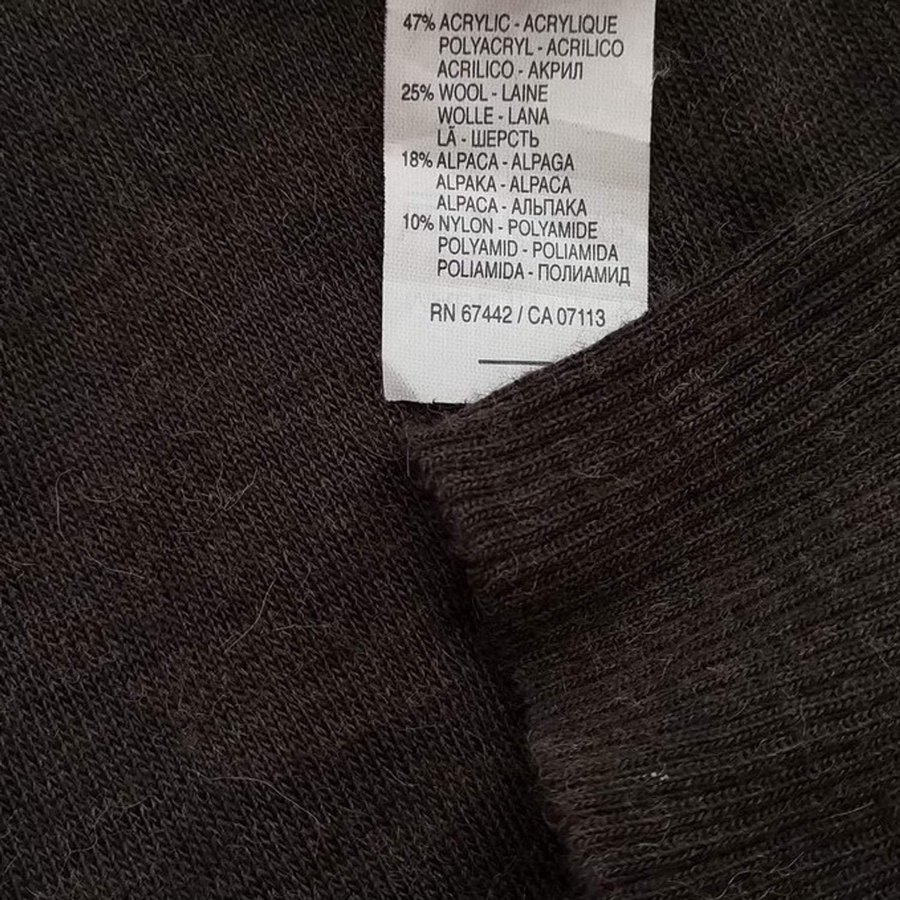 47% ACRYLIC - ACRYLIQUE
POLYACRYL - ACRILICO
ACRILICO - АКРИЛ
25% WOOL - LAINE
WOLLE - LANA
LÃ - ШЕРСТЬ
18% ALPACA - ALPAGA
ALPAKA - ALPACA
ALPACA - АЛЬПАКА
10% NYLON - POLYAMIDE
POLYAMID - POLIAMIDA
POLIAMIDA - ПОЛИАМИД
RN 67442 / CA 07113